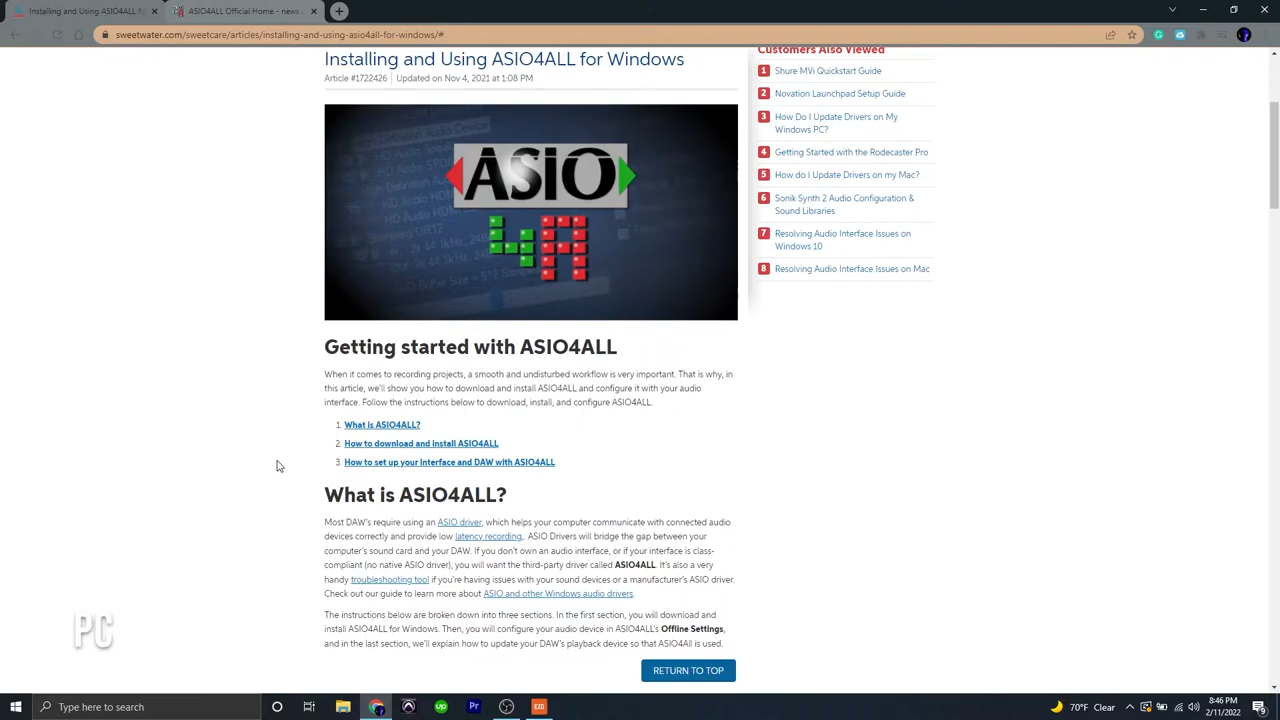 Installing and Using ASIO4ALL f
ASIO4ALL Official Home - news
sweetwater.com/sweetcare/articles/installing-and-using-asio4all-for-windows/#
Installing and Using ASIO4ALL for Windows
Article #1722426 | Updated on Nov 4, 2021 at 1:08 PM
ASIO
4A
Getting started with ASIO4ALL
When it comes to recording projects, a smooth and undisturbed workflow is very important. That is why, in
this article, we'll show you how to download and install ASIO4ALL and configure it with your audio
interface. Follow the instructions below to download, install, and configure ASIO4ALL.
1. What is ASIO4ALL?
2. How to download and install ASIO4ALL
3. How to set up your interface and DAW with ASIO4ALL
What is ASIO4ALL?
Most DAW's require using an ASIO driver, which helps your computer communicate with connected audio
devices correctly and provide low latency recording,. ASIO Drivers will bridge the gap between your
computer's sound card and your DAW. If you don't own an audio interface, or if your interface is class-
compliant (no native ASIO driver), you will want the third-party driver called ASIO4ALL. It's also a very
handy troubleshooting tool if you're having issues with your sound devices or a manufacturer's ASIO driver.
Check out our guide to learn more about ASIO and other Windows audio drivers.
The instructions below are broken down into three sections. In the first section, you will download and
install ASIO4ALL for Windows. Then, you will configure your audio device in ASIO4ALL's Offline Settings,
and in the last section, we'll explain how to update your DAW's playback device so that ASIO4All is used.
RETURN TO TOP
Customers Also Viewed
1 Shure MVi Quickstart Guide
2 Novation Launchpad Setup Guide
3 How Do I Update Drivers on My
Windows PC?
4 Getting Started with the Rodecaster Pro
5 How do I Update Drivers on my Mac?
6 Sonik Synth 2 Audio Configuration &
Sound Libraries
7 Resolving Audio Interface Issues on
Windows 10
8 Resolving Audio Interface Issues on Mac
PC
Type here to search
up
Pr
EZD
70°F Clear
8:46 PM
2/11/2022